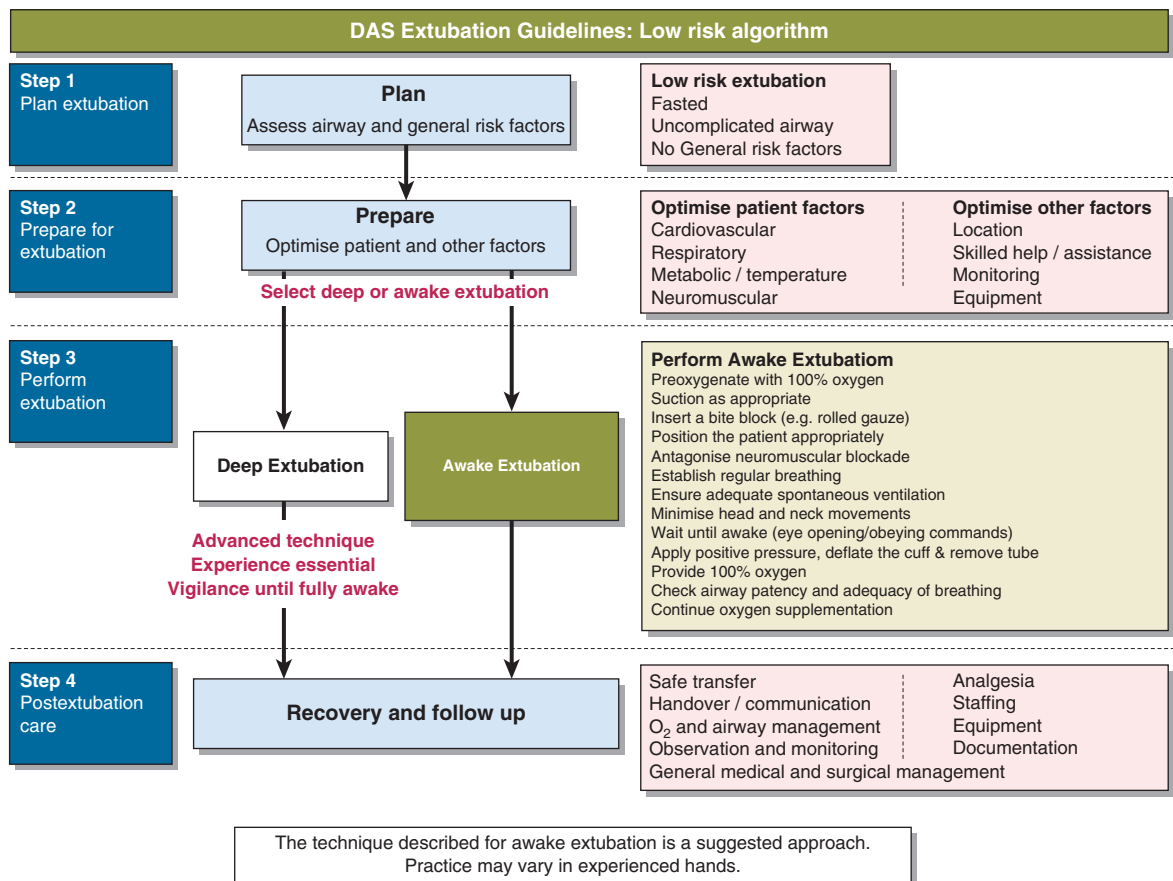 DAS Extubation Guidelines: Low risk algorithm
Step 1
Plan extubation
Plan
Assess airway and general risk factors
Low risk extubation
Fasted
Uncomplicated airway
No General risk factors
Step 2
Prepare for
extubation
Prepare
Optimise patient and other factors
Select deep or awake extubation
Optimise patient factors
Cardiovascular
Respiratory
Metabolic / temperature
Neuromuscular
Optimise other factors
Location
Skilled help / assistance
Monitoring
Equipment
Step 3
Perform
extubation
Deep Extubation
Awake Extubation
Advanced technique
Experience essential
Vigilance until fully awake
Perform Awake Extubatiom
Preoxygenate with 100% oxygen
Suction as appropriate
Insert a bite block (e.g. rolled gauze)
Position the patient appropriately
Antagonise neuromuscular blockade
Establish regular breathing
Ensure adequate spontaneous ventilation
Minimise head and neck movements
Wait until awake (eye opening/obeying commands)
Apply positive pressure, deflate the cuff & remove tube
Provide 100% oxygen
Check airway patency and adequacy of breathing
Continue oxygen supplementation
Step 4
Postextubation
care
Recovery and follow up
Safe transfer
Handover / communication
O₂ and airway management
Observation and monitoring
General medical and surgical management
Analgesia
Staffing
Equipment
Documentation
The technique described for awake extubation is a suggested approach.
Practice may vary in experienced hands.